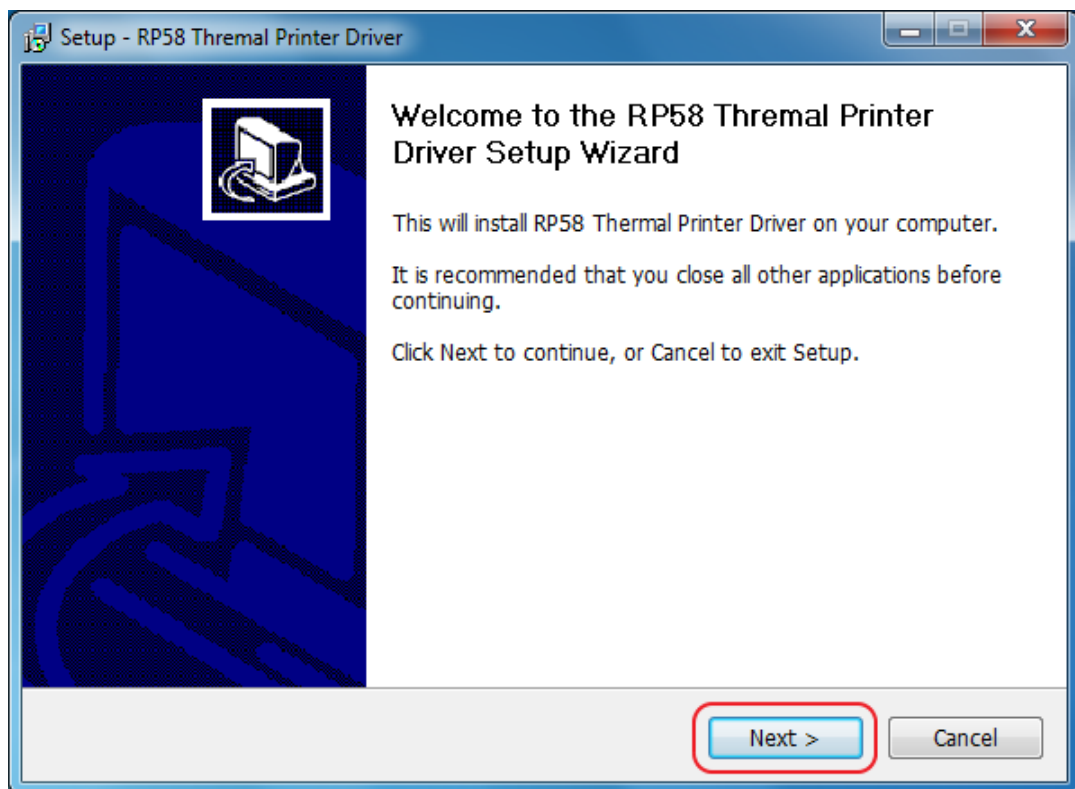 Setup - RP58 Thremal Printer Driver
Welcome to the RP58 Thremal Printer
Driver Setup Wizard
This will install RP58 Thermal Printer Driver on your computer.
It is recommended that you close all other applications before
continuing.
Click Next to continue, or Cancel to exit Setup.
Next >
Cancel